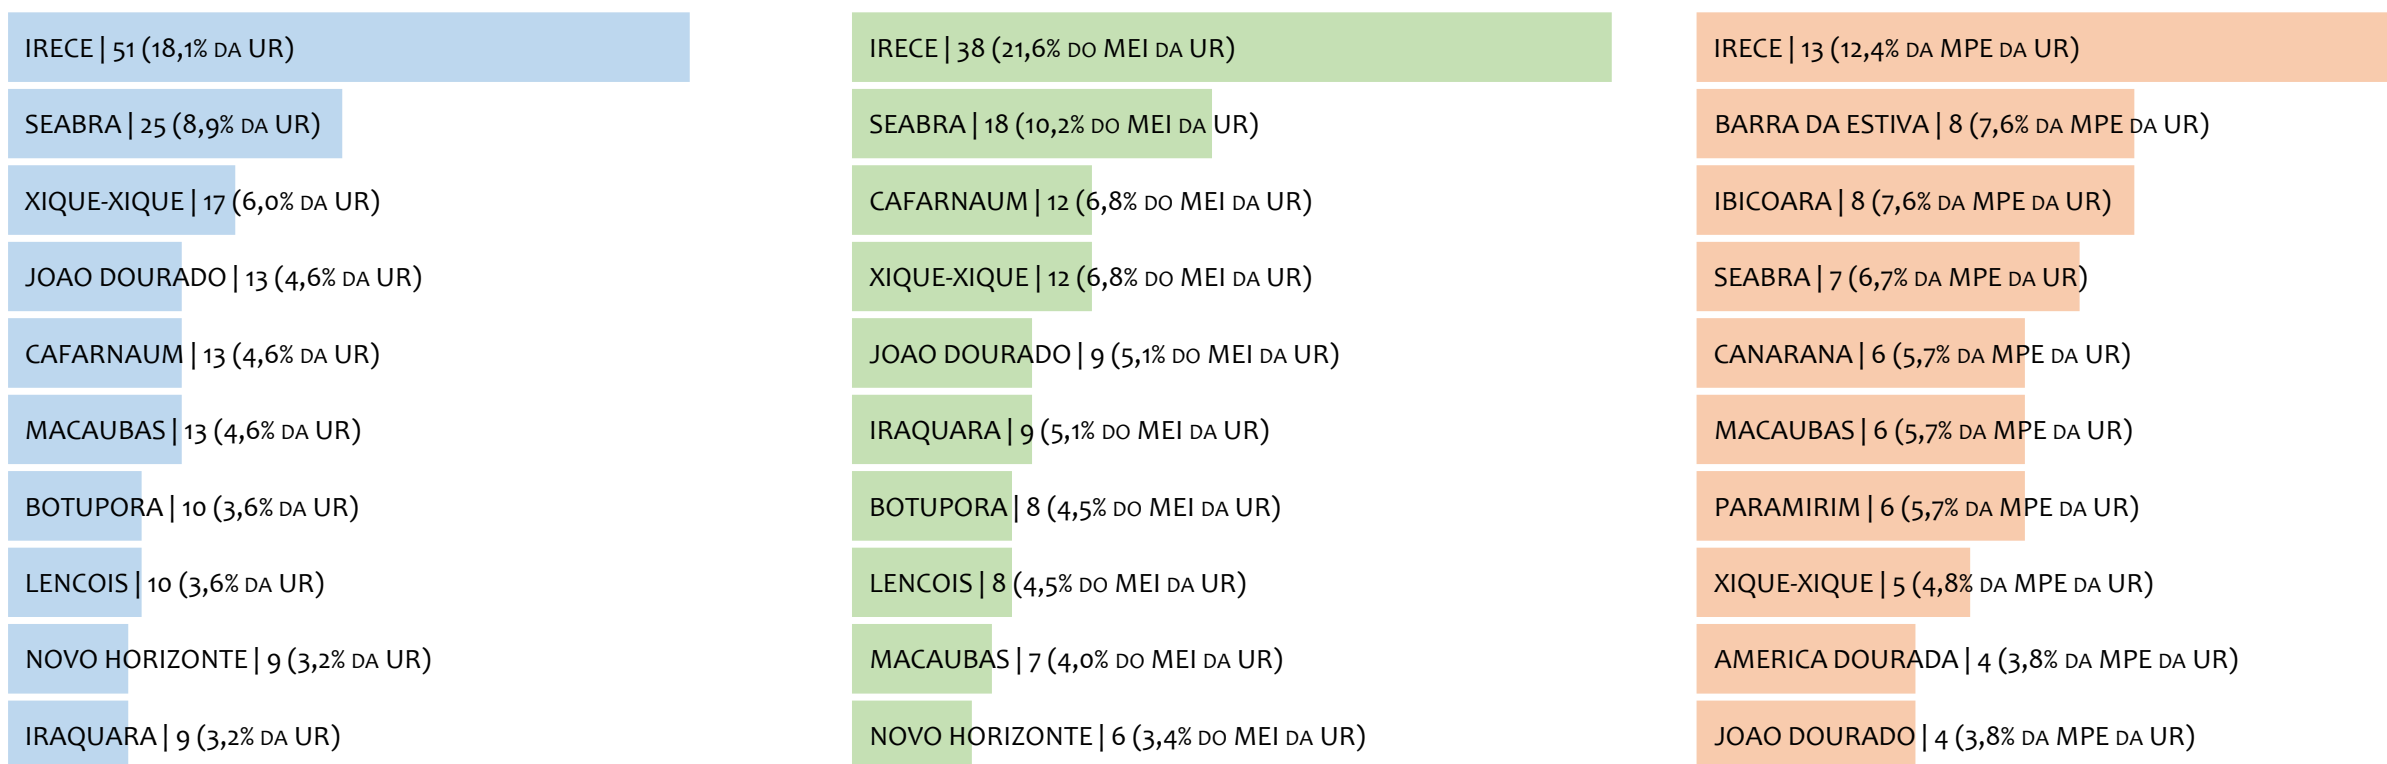 IRECE | 51 (18,1% DA UR)
SEABRA | 25 (8,9% DA UR)
XIQUE-XIQUE | 17 (6,0% DA UR)
JOAO DOURADO | 13 (4,6% DA UR)
CAFARNAUM | 13 (4,6% DA UR)
MACAUBAS | 13 (4,6% DA UR)
BOTUPORA | 10 (3,6% DA UR)
LENCOIS | 10 (3,6% DA UR)
NOVO HORIZONTE | 9 (3,2% DA UR)
IRAQUARA | 9 (3,2% DA UR)
IRECE | 38 (21,6% DO MEI DA UR)
SEABRA | 18 (10,2% DO MEI DA UR)
CAFARNAUM | 12 (6,8% DO MEI DA UR)
XIQUE-XIQUE | 12 (6,8% DO MEI DA UR)
JOAO DOURADO | 9 (5,1% DO MEI DA UR)
IRAQUARA | 9 (5,1% DO MEI DA UR)
BOTUPORA | 8 (4,5% DO MEI DA UR)
LENCOIS | 8 (4,5% DO MEI DA UR)
MACAUBAS | 7 (4,0% DO MEI DA UR)
NOVO HORIZONTE | 6 (3,4% DO MEI DA UR)
IRECE | 13 (12,4% DA MPE DA UR)
BARRA DA ESTIVA | 8 (7,6% DA MPE DA UR)
IBICOARA | 8 (7,6% DA MPE DA UR)
SEABRA | 7 (6,7% DA MPE DA UR)
CANARANA | 6 (5,7% DA MPE DA UR)
MACAUBAS | 6 (5,7% DA MPE DA UR)
PARAMIRIM | 6 (5,7% DA MPE DA UR)
XIQUE-XIQUE | 5 (4,8% DA MPE DA UR)
AMERICA DOURADA | 4 (3,8% DA MPE DA UR)
JOAO DOURADO | 4 (3,8% DA MPE DA UR)